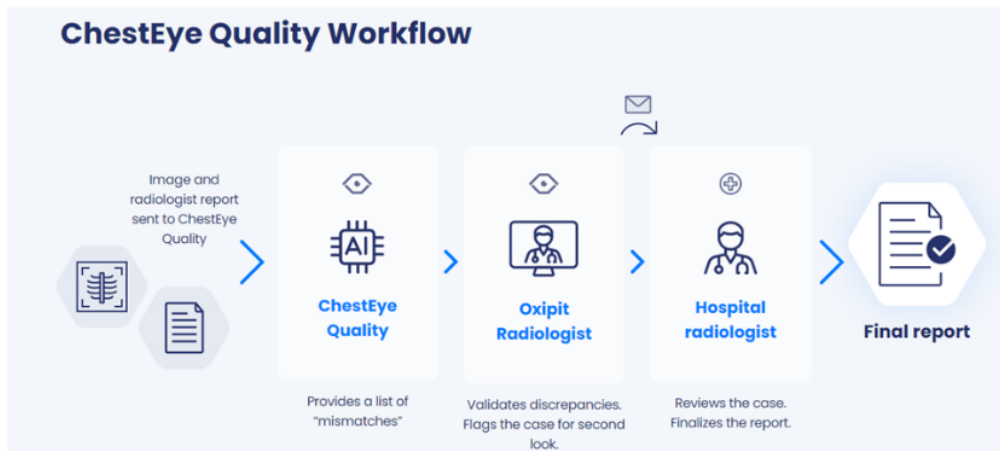 ChestEye Quality Workflow
Image and
radiologist report
sent to ChestEye
Quality
AI
ChestEye
Quality
Provides a list of
“mismatches”
Oxipit
Radiologist
Validates discrepancies.
Flags the case for second
look.
Hospital
radiologist
Reviews the case.
Finalizes the report.
Final report